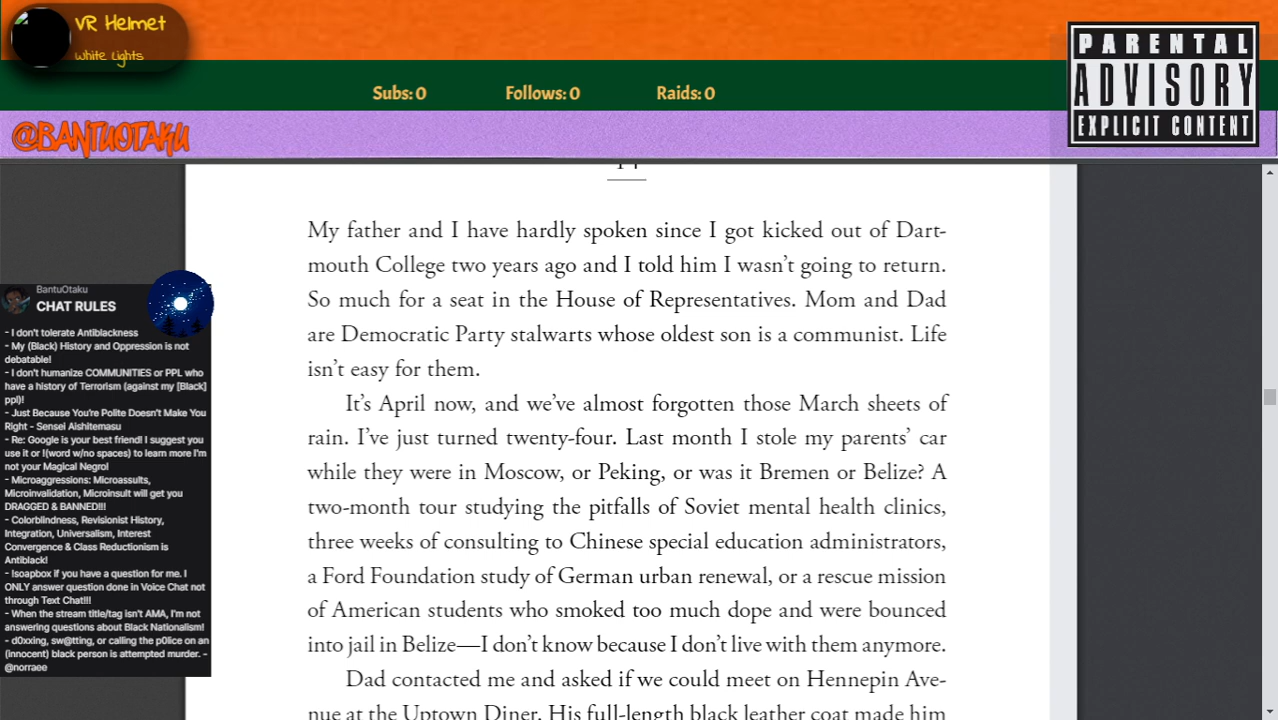 VR Helmet
White Lights
PARENTAL
ADVISORY
EXPLICIT CONTENT
Subs: 0
Follows: 0
Raids: 0
@BANTUOTAKU
My father and I have hardly spoken since I got kicked out of Dart-
mouth College two years ago and I told him I wasn't going to return.
So much for a seat in the House of Representatives. Mom and Dad
are Democratic Party stalwarts whose oldest son is a communist. Life
isn't easy for them.
It's April now, and we've almost forgotten those March sheets of
rain. I've just turned twenty-four. Last month I stole my parents' car
while they were in Moscow, or Peking, or was it Bremen or Belize? A
two-month tour studying the pitfalls of Soviet mental health clinics,
three weeks of consulting to Chinese special education administrators,
a Ford Foundation study of German urban renewal, or a rescue mission
of American students who smoked too much dope and were bounced
into jail in Belize—I don't know because I don't live with them anymore.
Dad contacted me and asked if we could meet on Hennepin Ave-
nue at the Uptown Diner. His full-length black leather coat made him
BantuOtaku
CHAT RULES
- I don't tolerate Antiblackness
- My (Black) History and Oppression is not
debatable!
- I don't humanize COMMUNITIES or PPL who
have a history of Terrorism (against my [Black]
ppl)!
- Just Because You're Polite Doesn't Make You
Right - Sensei Aishitemasu
- Re: Google is your best friend! I suggest you
use it or !(word w/no spaces) to learn more I'm
not your Magical Negro!
- Microaggressions: Microassults,
Microinvalidation, Microinsult will get you
DRAGGED & BANNED!!!
- Colorblindness, Revisionist History,
Integration, Universalism, Interest
Convergence & Class Reductionism is
Antiblack!
- !soapbox if you have a question for me. I
ONLY answer question done in Voice Chat not
through Text Chat!!!
- When the stream title/tag isn't AMA, I'm not
answering questions about Black Nationalism!
- d0xxing, sw@tting, or calling the p0lice on an
(innocent) black person is attempted murder. -
@norraee